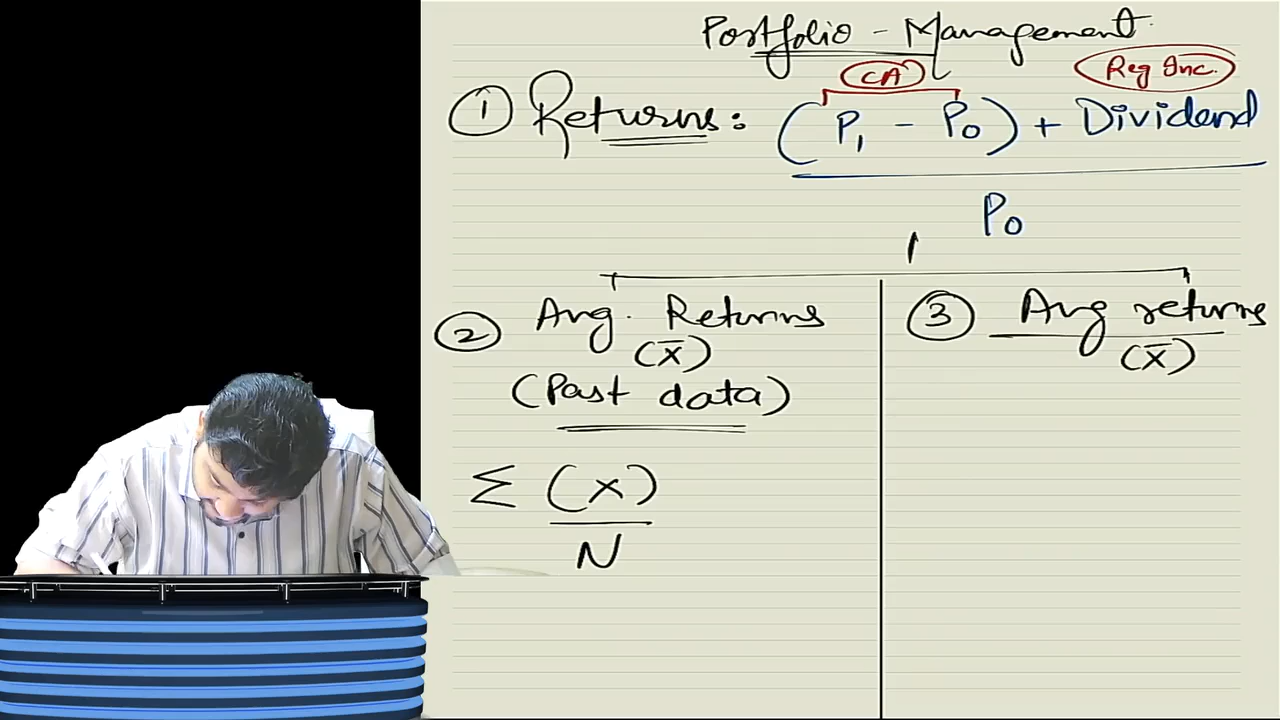 Portfolio - Management
CA Reg Inc.
① Returns: (P₁ - P₀) + Dividend
P₀
② Avg. Returns
(x̄)
(Past data)
Σ (x)
N
③ Avg returns
(x̄)